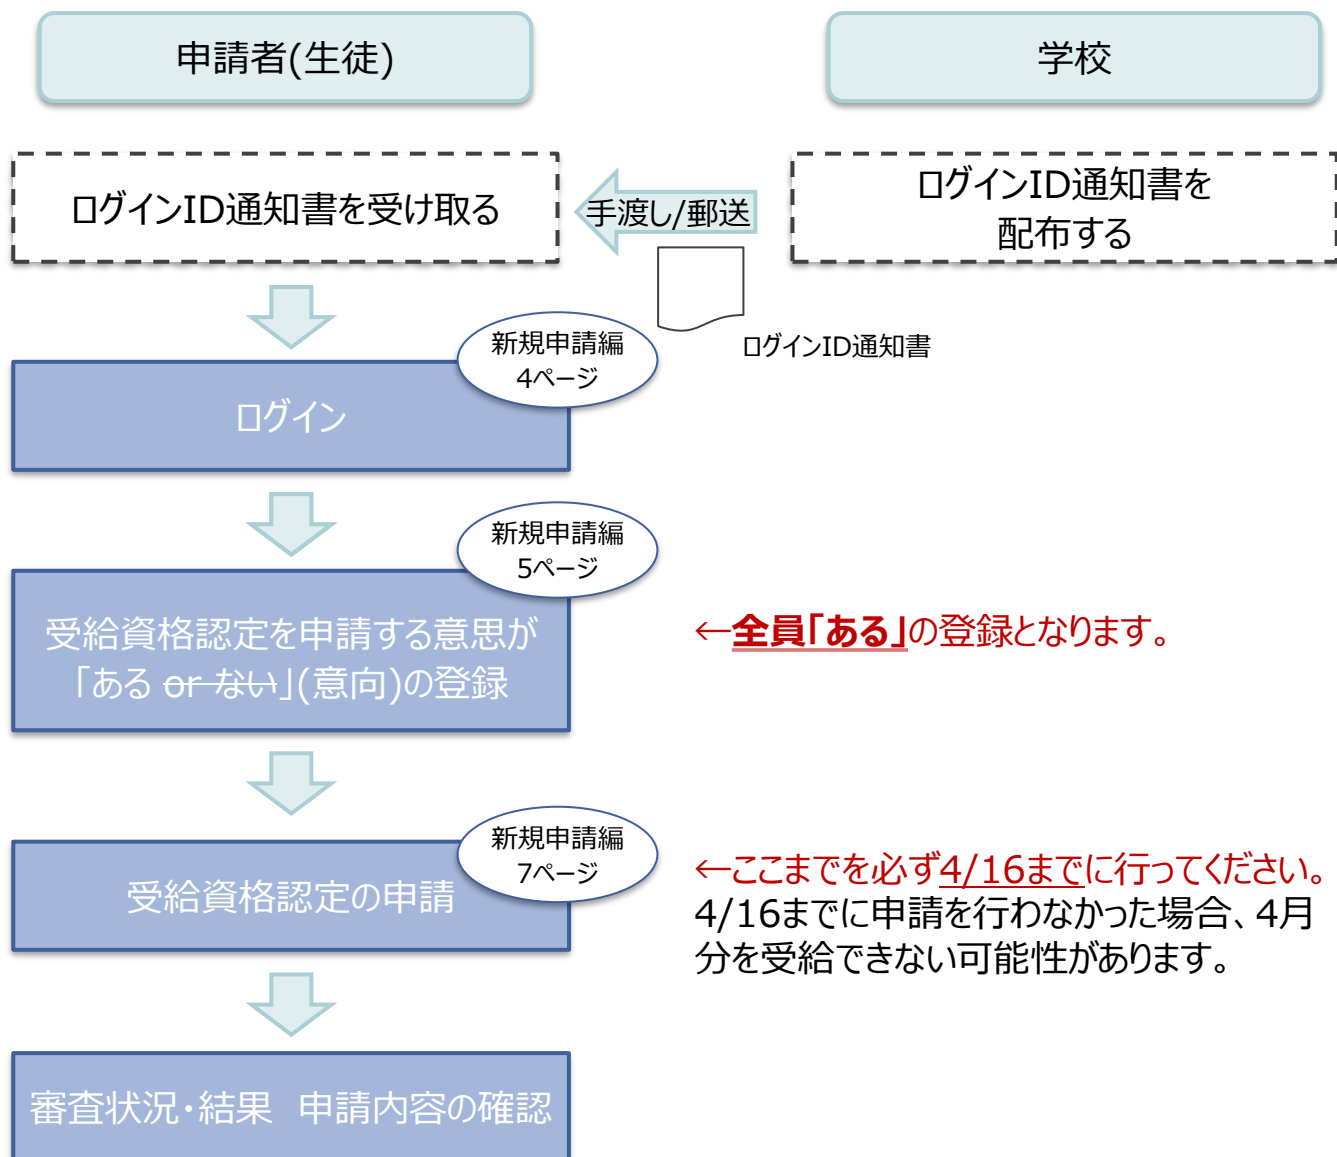 申請者(生徒)
学校
ログインID通知書を受け取る
手渡し/郵送
ログインID通知書を
配布する
ログインID通知書
新規申請編
4ページ
ログイン
新規申請編
5ページ
受給資格認定を申請する意思が
「ある or ない」(意向)の登録
←全員「ある」の登録となります。
新規申請編
7ページ
受給資格認定の申請
←ここまでを必ず4/16までに行ってください。
4/16までに申請を行わなかった場合、4月
分を受給できない可能性があります。
審査状況・結果　申請内容の確認